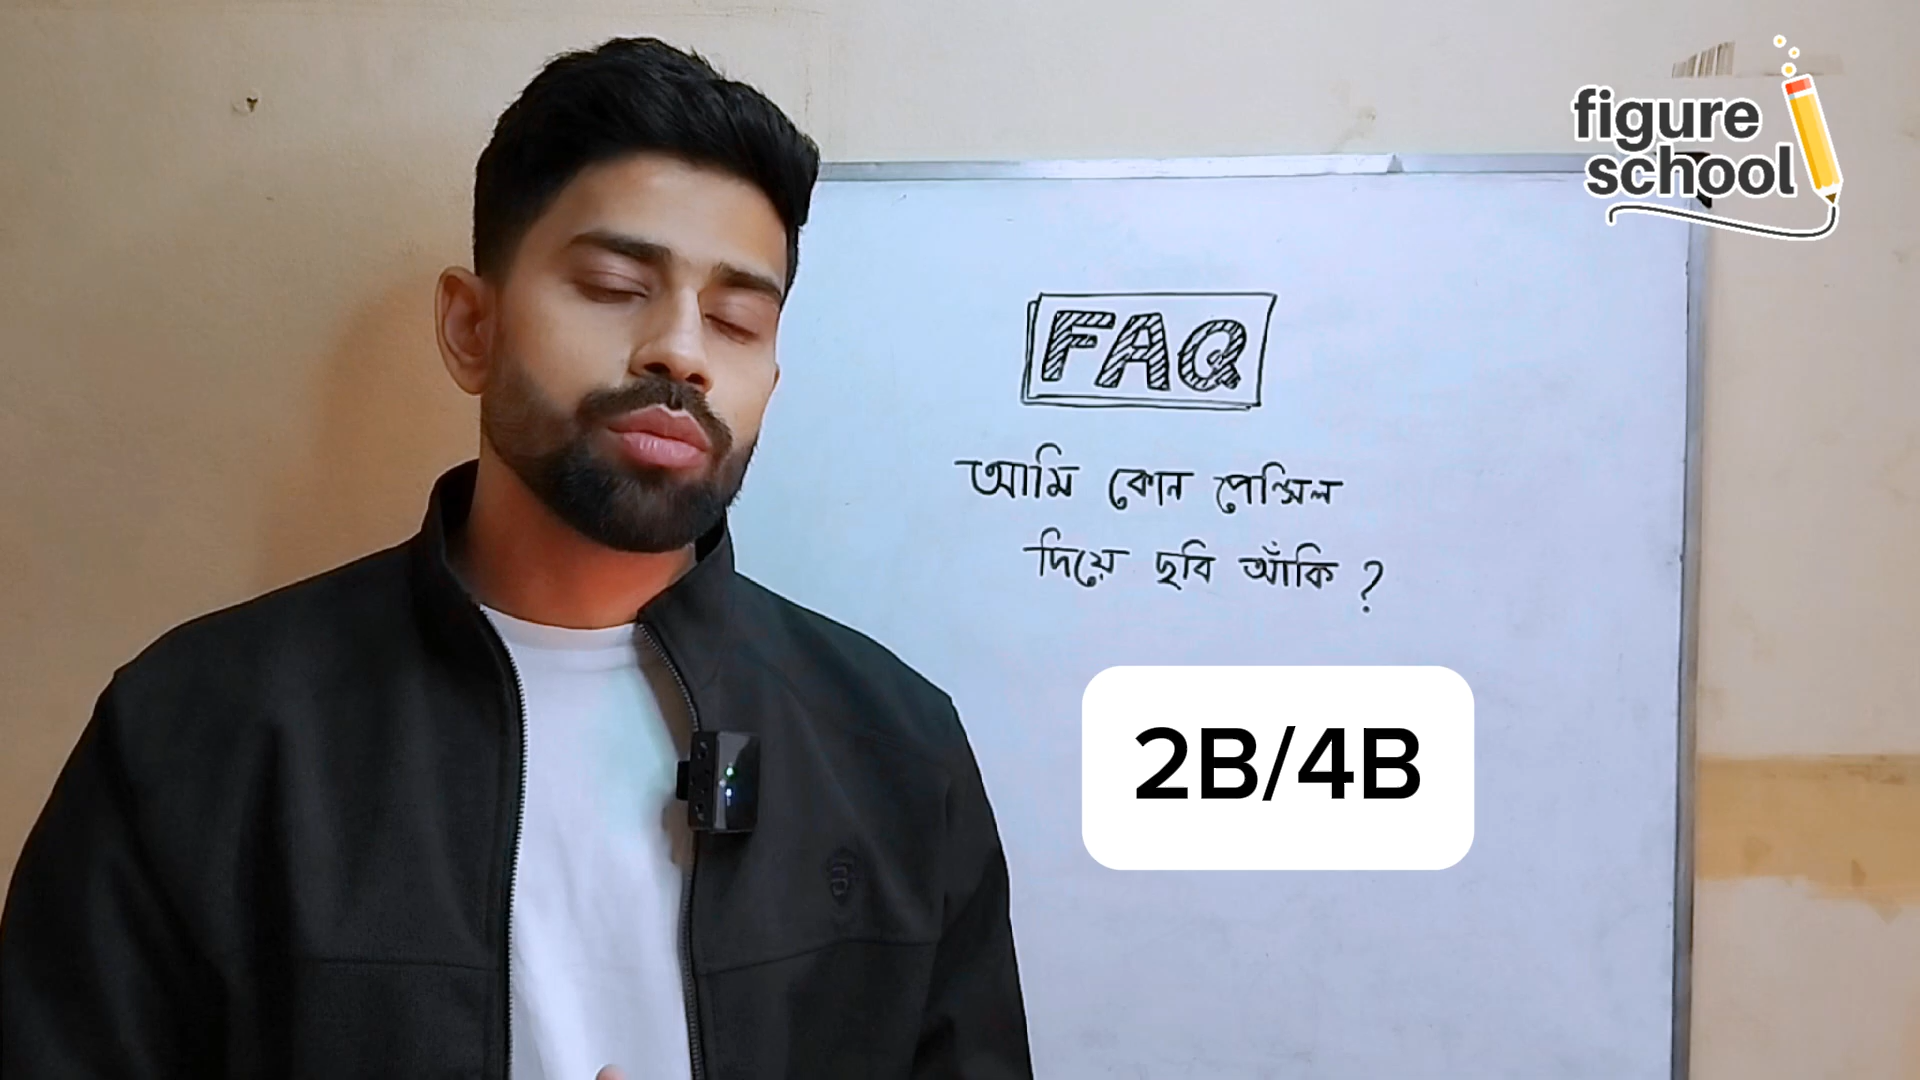 figure
school
FAQ
আমি কোন পেন্সিল
দিয়ে ছবি আঁকি ?
2B/4B